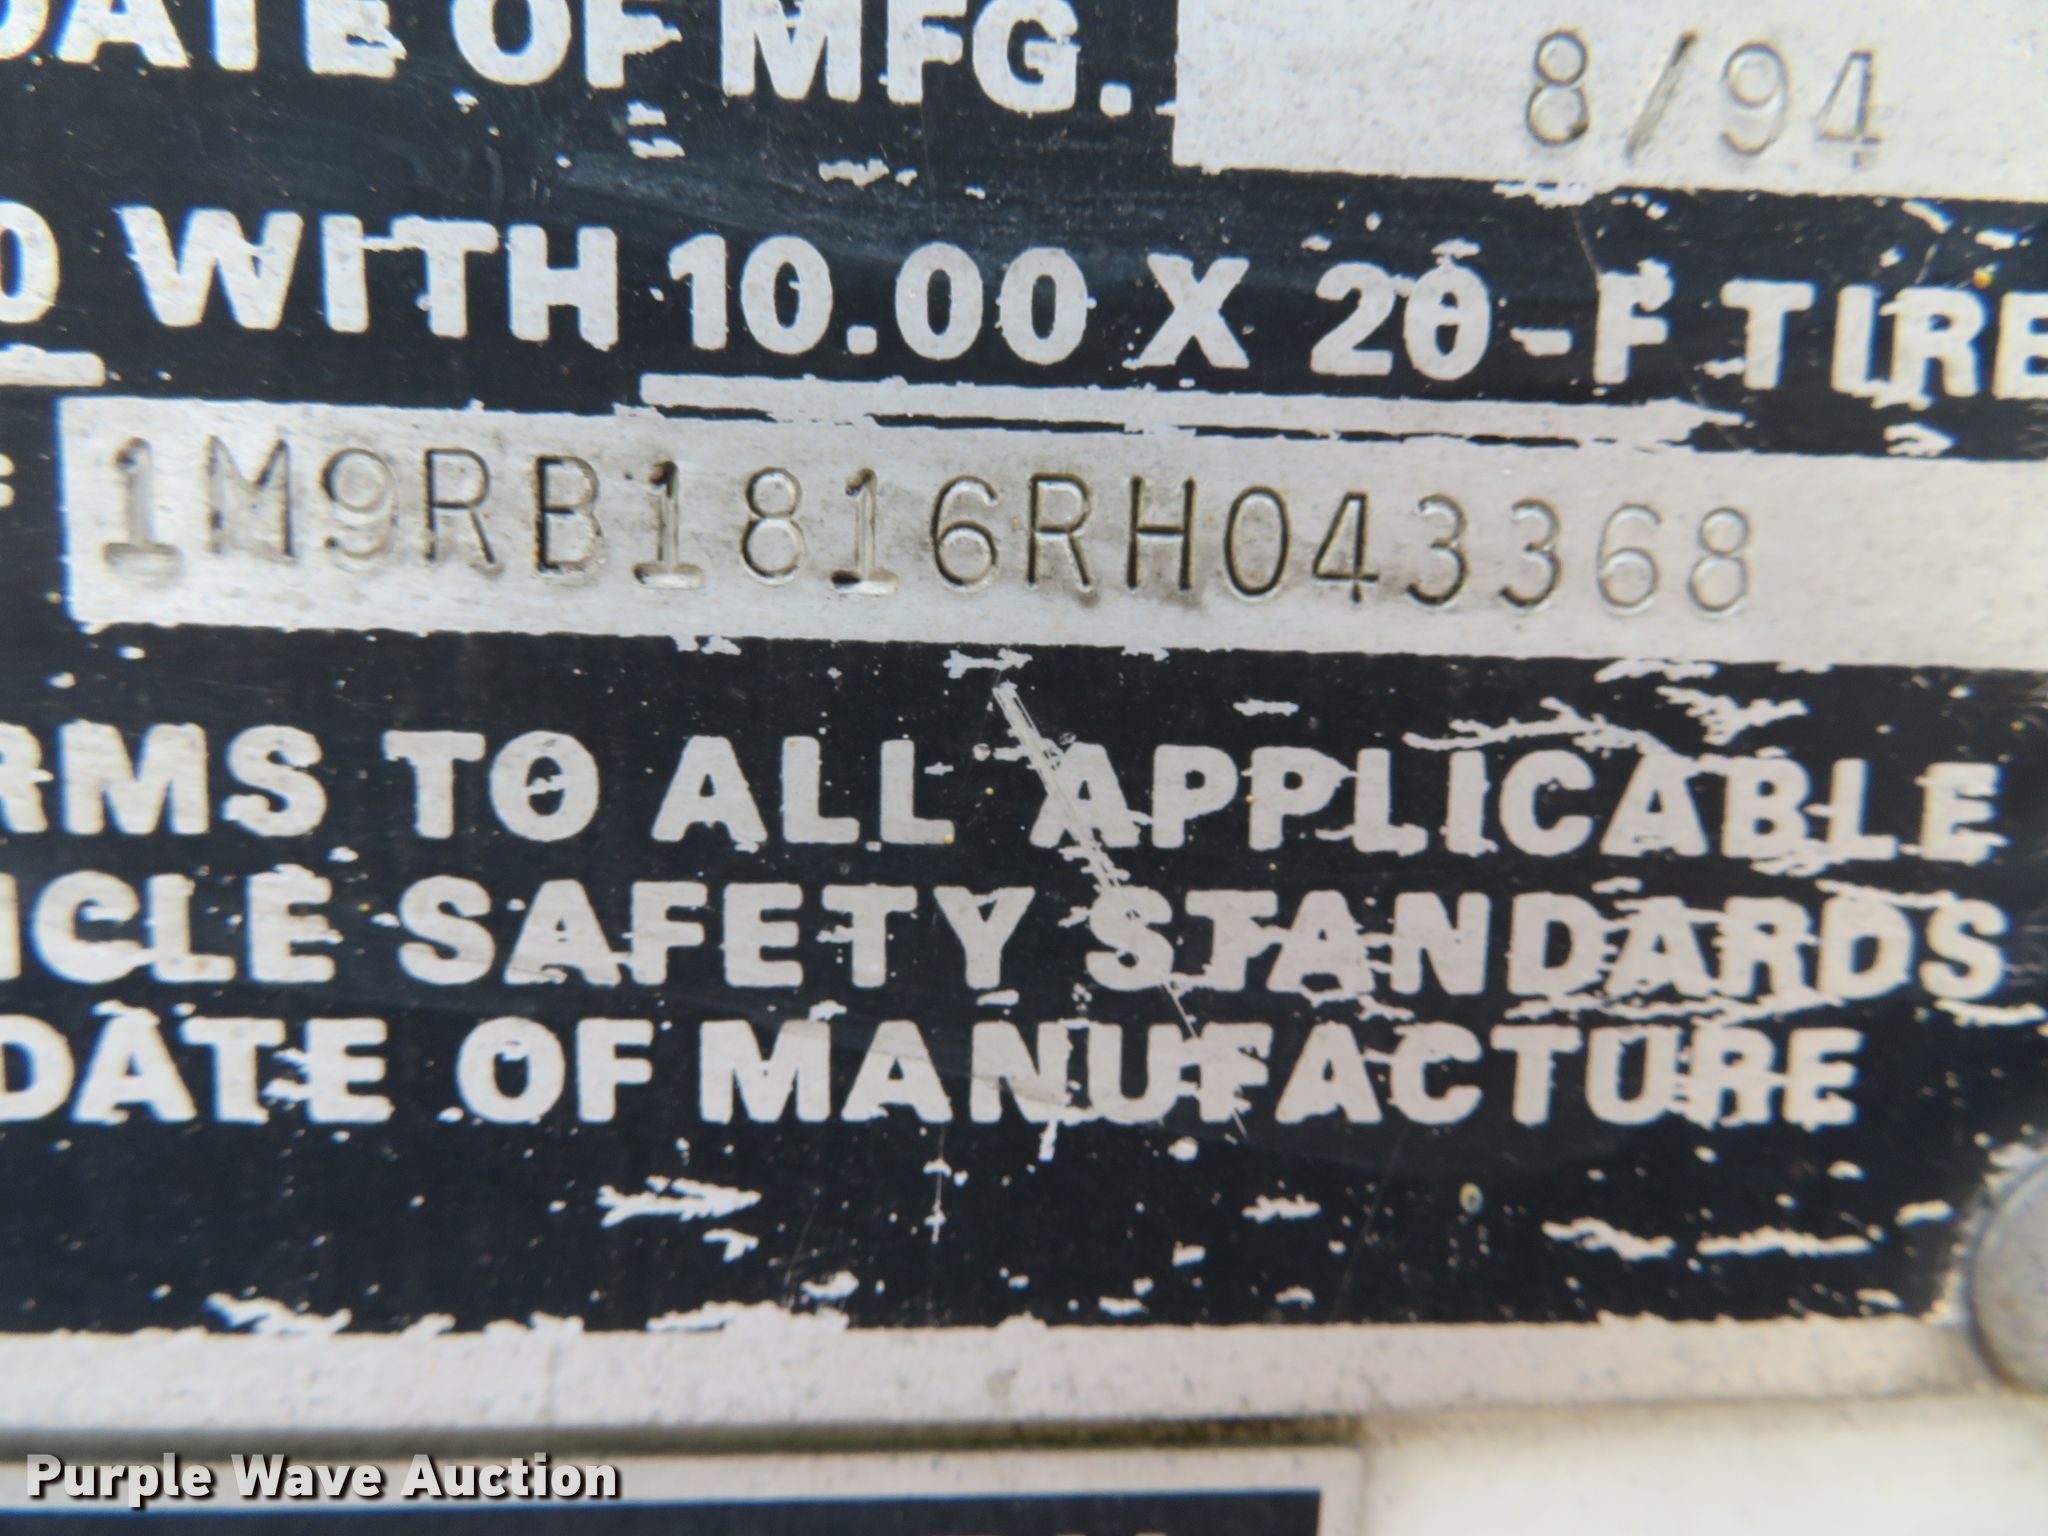 DATE OF MFG. 8/94
0 WITH 10.00 X 20-F TIRE
1M9RB1816RH043368
RMS TO ALL APPLICABLE
ICLE SAFETY STANDARDS
DATE OF MANUFACTURE
Purple Wave Auction